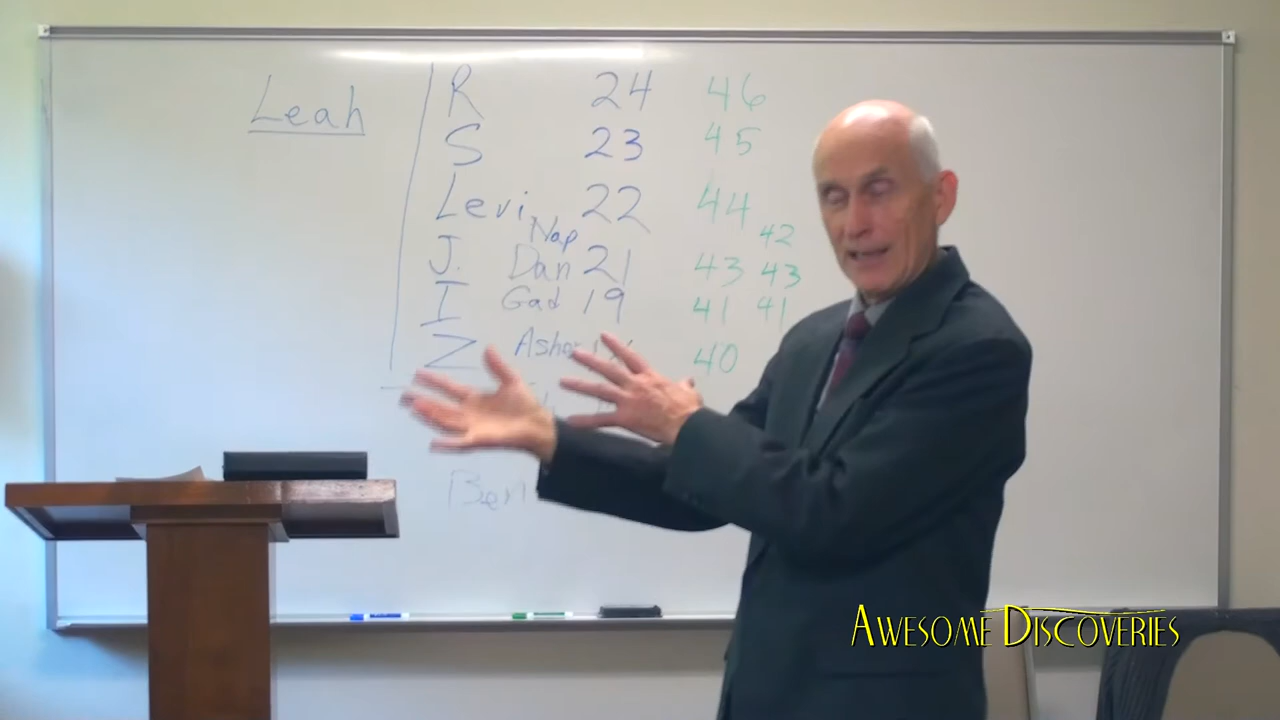 Leah R 24 46
S 23 45
Levi 22 44
Nap 42
J. Dan 21 43 43
I Gad 19 41 41
Z 40
Ben
AWESOME DISCOVERIES